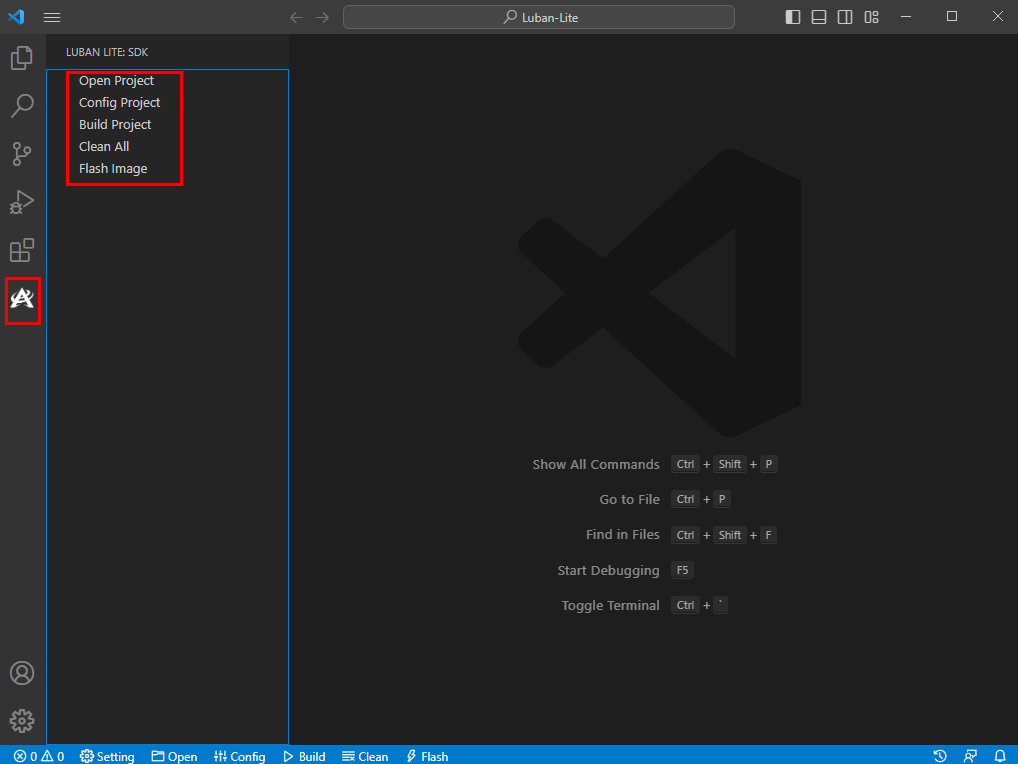 Luban-Lite
LUBAN LITE: SDK
Open Project
Config Project
Build Project
Clean All
Flash Image
Show All Commands Ctrl + Shift + P
Go to File Ctrl + P
Find in Files Ctrl + Shift + F
Start Debugging F5
Toggle Terminal Ctrl + `
0 0 Setting Open Config Build Clean Flash